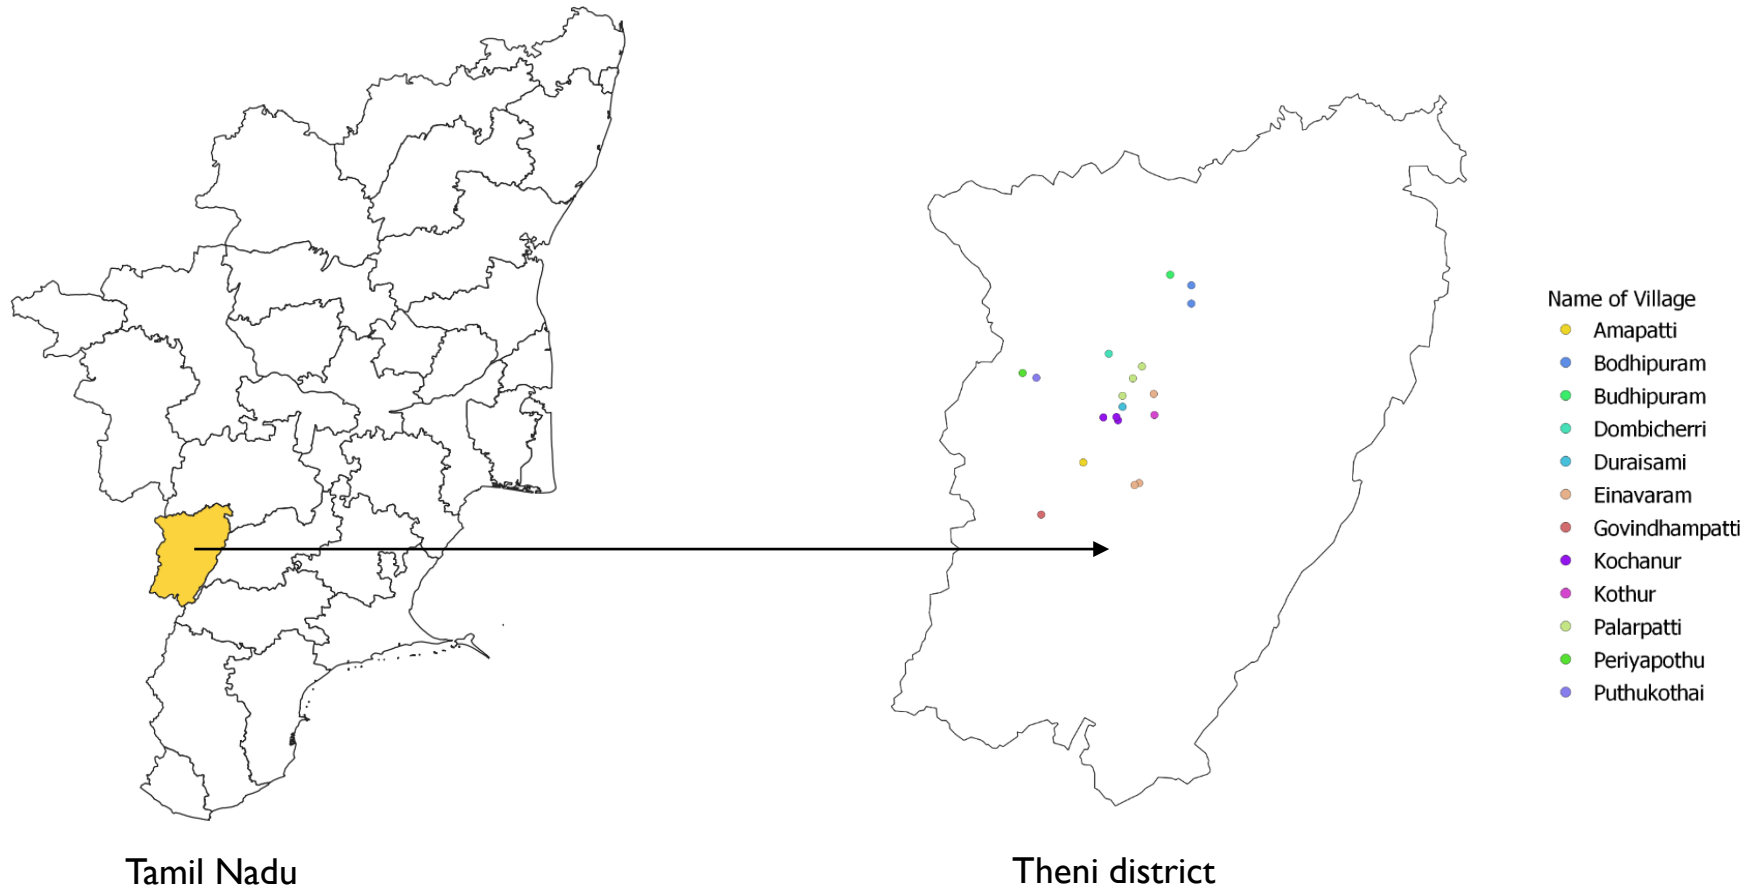 Name of Village
Amapatti
Bodhipuram
Budhipuram
Dombicherri
Duraisami
Einavaram
Govindhampatti
Kochanur
Kothur
Palarpatti
Periyapothu
Puthukothai
Tamil Nadu
Theni district